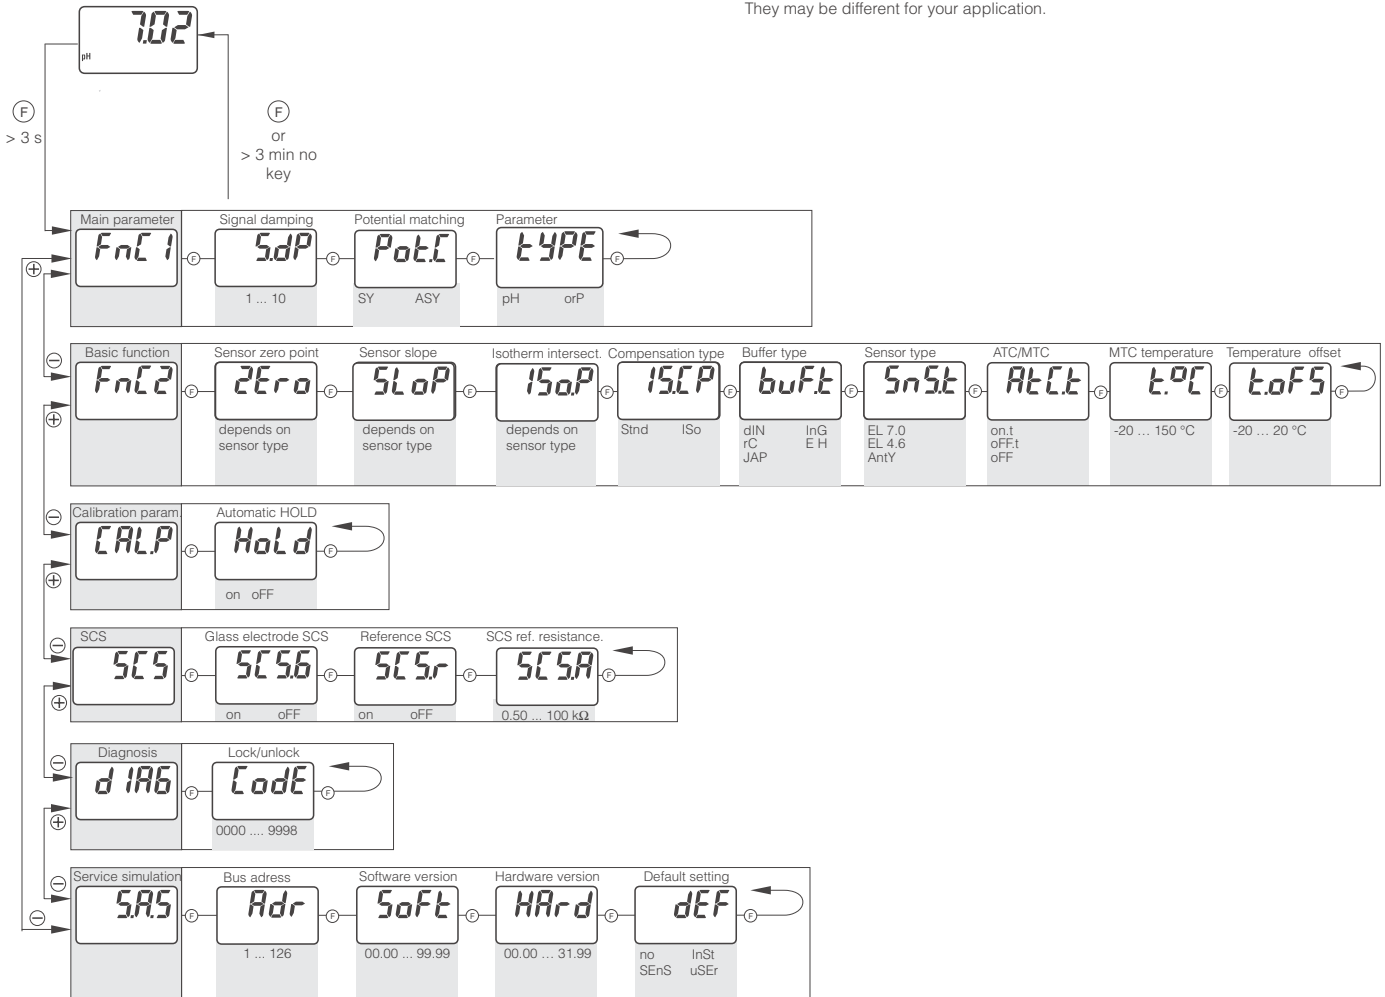 They may be different for your application.
7.02
pH
F
> 3 s
F
or
> 3 min no
key
Main parameter Signal damping Potential matching Parameter
FnC1 F S.dP F Pot.C F tYPE F
1 ... 10 SY ASY pH orP
+
−
Basic function Sensor zero point Sensor slope Isotherm intersect. Compensation type Buffer type Sensor type ATC/MTC MTC temperature Temperature offset
FnC2 F ZEro F SLoP F ISo.P F IS.CP F buF.t F SnS.t F AtC.t F t.ºC F t.oFS F
+
depends on depends on depends on Stnd ISo dIN InG EL 7.0 on.t -20 ... 150 °C -20 ... 20 °C
sensor type sensor type sensor type rC E H EL 4.6 oFF.t
JAP AntY oFF
Calibration param. Automatic HOLD
−
CAL.P F HoLd F
+
on oFF
SCS Glass electrode SCS Reference SCS SCS ref. resistance.
−
SCS F SCS.G F SCS.r F SCS.A F
+
on oFF on oFF 0.50 ... 100 kΩ
Diagnosis Lock/unlock
−
dIAG F CodE F
+
0000 .... 9998
Service simulation Bus adress Software version Hardware version Default setting
−
S.A.S F Adr F SoFt F HArd F dEF F
−
1 ... 126 00.00 ... 99.99 00.00 ... 31.99 no InSt
SEnS uSEr